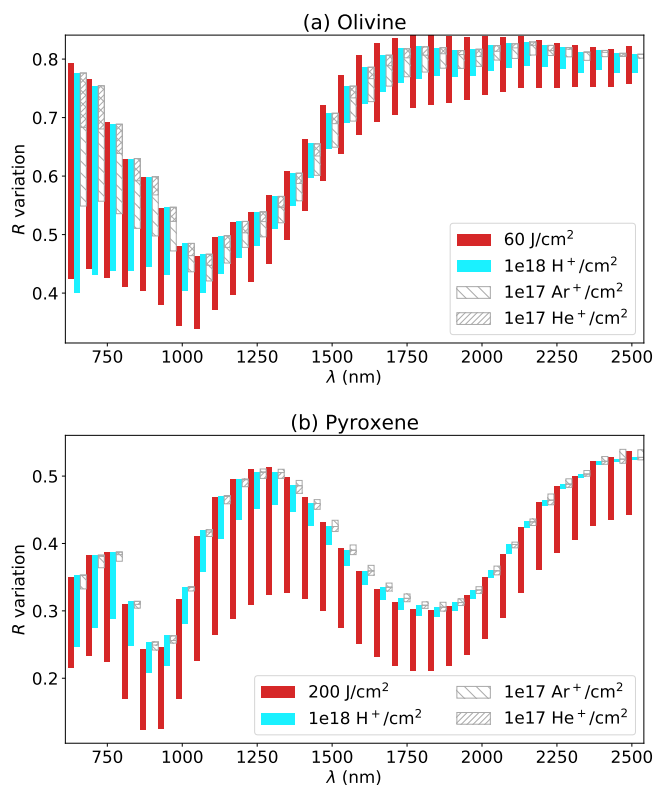 (a) Olivine
0.8
0.7
0.6
0.5
0.4
R variation
60 J/cm²
1e18 H⁺/cm²
1e17 Ar⁺/cm²
1e17 He⁺/cm²
750 1000 1250 1500 1750 2000 2250 2500
λ (nm)
(b) Pyroxene
0.5
0.4
0.3
0.2
R variation
200 J/cm²
1e18 H⁺/cm²
1e17 Ar⁺/cm²
1e17 He⁺/cm²
750 1000 1250 1500 1750 2000 2250 2500
λ (nm)